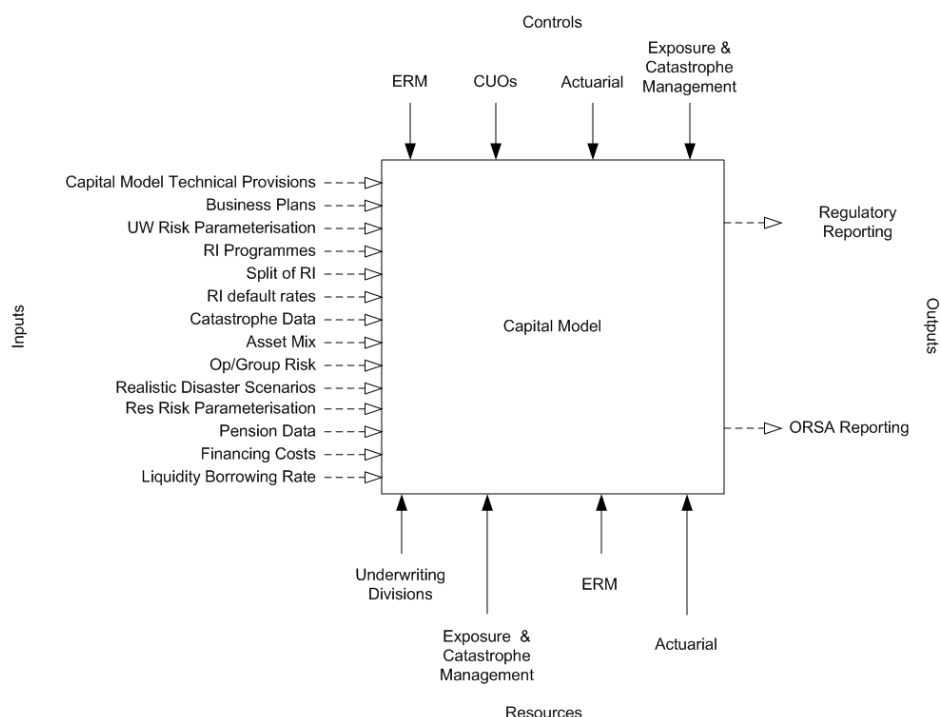 Controls
ERM
CUOs
Actuarial
Exposure &
Catastrophe
Management
Capital Model Technical Provisions
Business Plans
UW Risk Parameterisation
RI Programmes
Split of RI
RI default rates
Catastrophe Data
Asset Mix
Op/Group Risk
Realistic Disaster Scenarios
Res Risk Parameterisation
Pension Data
Financing Costs
Liquidity Borrowing Rate
Inputs
Capital Model
Regulatory
Reporting
ORSA Reporting
Outputs
Underwriting
Divisions
Exposure &
Catastrophe
Management
ERM
Actuarial
Resources